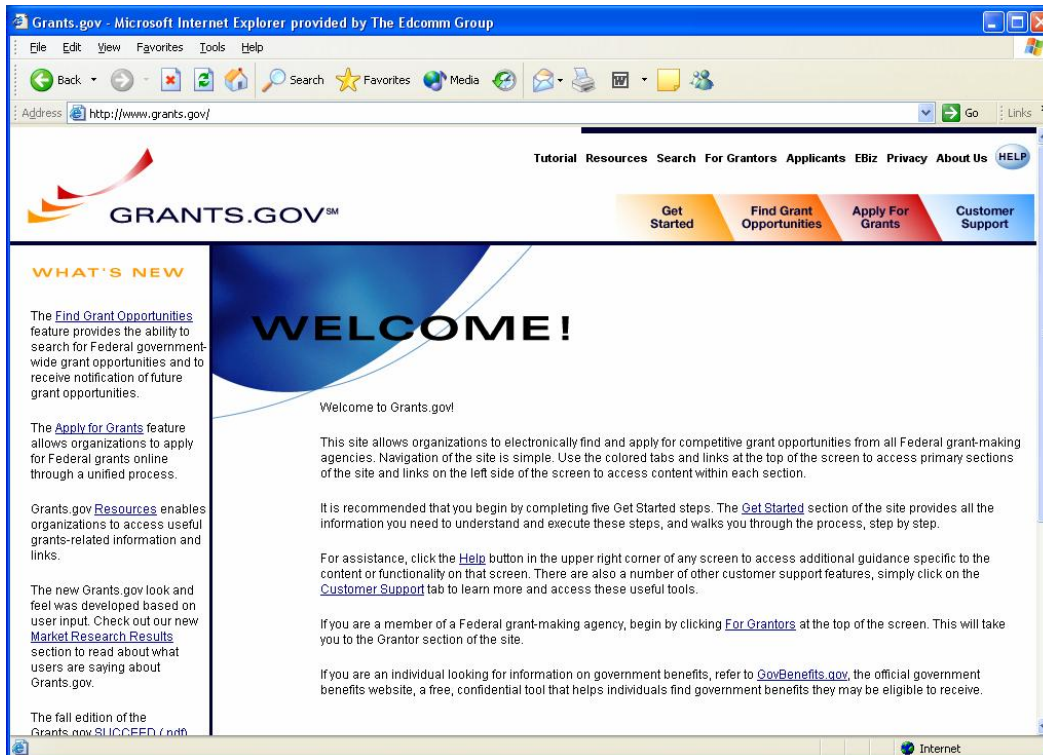 Grants.gov - Microsoft Internet Explorer provided by The Edcomm Group
File Edit View Favorites Tools Help
Back Search Favorites Media
Address http://www.grants.gov/ Go Links
Tutorial Resources Search For Grantors Applicants EBiz Privacy About Us HELP
GRANTS.GOV℠
Get Started
Find Grant Opportunities
Apply For Grants
Customer Support
WHAT'S NEW
The Find Grant Opportunities
feature provides the ability to
search for Federal government-
wide grant opportunities and to
receive notification of future
grant opportunities.
The Apply for Grants feature
allows organizations to apply
for Federal grants online
through a unified process.
Grants.gov Resources enables
organizations to access useful
grants-related information and
links.
The new Grants.gov look and
feel was developed based on
user input. Check out our new
Market Research Results
section to read about what
users are saying about
Grants.gov.
The fall edition of the
Grants.gov SUCCEED (.pdf)
WELCOME!
Welcome to Grants.gov!
This site allows organizations to electronically find and apply for competitive grant opportunities from all Federal grant-making
agencies. Navigation of the site is simple. Use the colored tabs and links at the top of the screen to access primary sections
of the site and links on the left side of the screen to access content within each section.
It is recommended that you begin by completing five Get Started steps. The Get Started section of the site provides all the
information you need to understand and execute these steps, and walks you through the process, step by step.
For assistance, click the Help button in the upper right corner of any screen to access additional guidance specific to the
content or functionality on that screen. There are also a number of other customer support features, simply click on the
Customer Support tab to learn more and access these useful tools.
If you are a member of a Federal grant-making agency, begin by clicking For Grantors at the top of the screen. This will take
you to the Grantor section of the site.
If you are an individual looking for information on government benefits, refer to GovBenefits.gov, the official government
benefits website, a free, confidential tool that helps individuals find government benefits they may be eligible to receive.
Internet